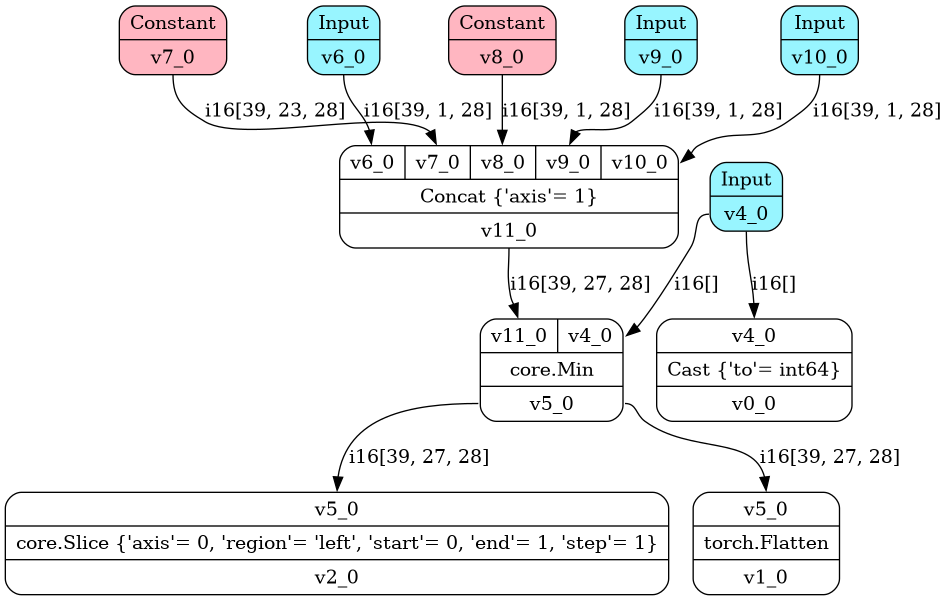 Constant
v7_0
Input
v6_0
Constant
v8_0
Input
v9_0
Input
v10_0
i16[39, 23, 28]
i16[39, 1, 28]
i16[39, 1, 28]
i16[39, 1, 28]
i16[39, 1, 28]
v6_0
v7_0
v8_0
v9_0
v10_0
Concat {'axis'= 1}
v11_0
Input
v4_0
i16[39, 27, 28]
i16[]
i16[]
v11_0
v4_0
core.Min
v5_0
v4_0
Cast {'to'= int64}
v0_0
i16[39, 27, 28]
i16[39, 27, 28]
v5_0
core.Slice {'axis'= 0, 'region'= 'left', 'start'= 0, 'end'= 1, 'step'= 1}
v2_0
v5_0
torch.Flatten
v1_0